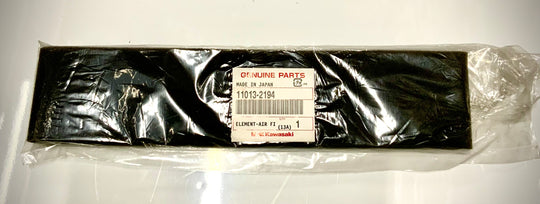 GENUINE PARTS
MADE IN JAPAN
11013-2194
ELEMENT-AIR FI 1
(13A)
Kawasaki